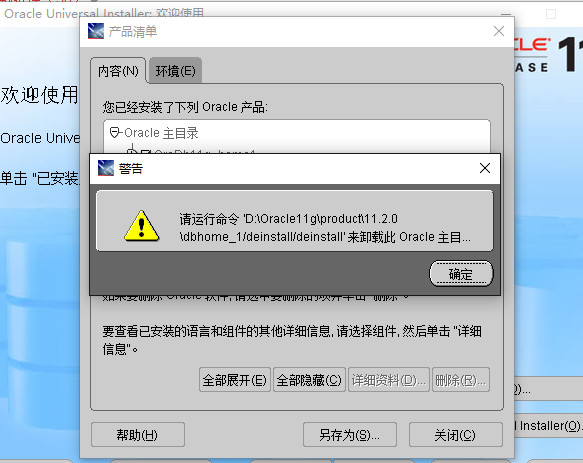 Oracle Universal Installer: 欢迎使用
产品清单
内容(N)
环境(E)
您已经安装了下列 Oracle 产品:
Oracle 主目录
欢迎使用
Oracle Unive
单击 "已安装
警告
请运行命令 'D:\Oracle11g\product\11.2.0
\dbhome_1/deinstall/deinstall' 来卸载此 Oracle 主目...
确定
要查看已安装的语言和组件的其他详细信息, 请选择组件, 然后单击 "详细
信息"。
全部展开(E)
全部隐藏(C)
详细资料(D)...
删除(R)...
帮助(H)
另存为(S)...
关闭(C)
CLE
ASE 11
)...
l Installer(O)...